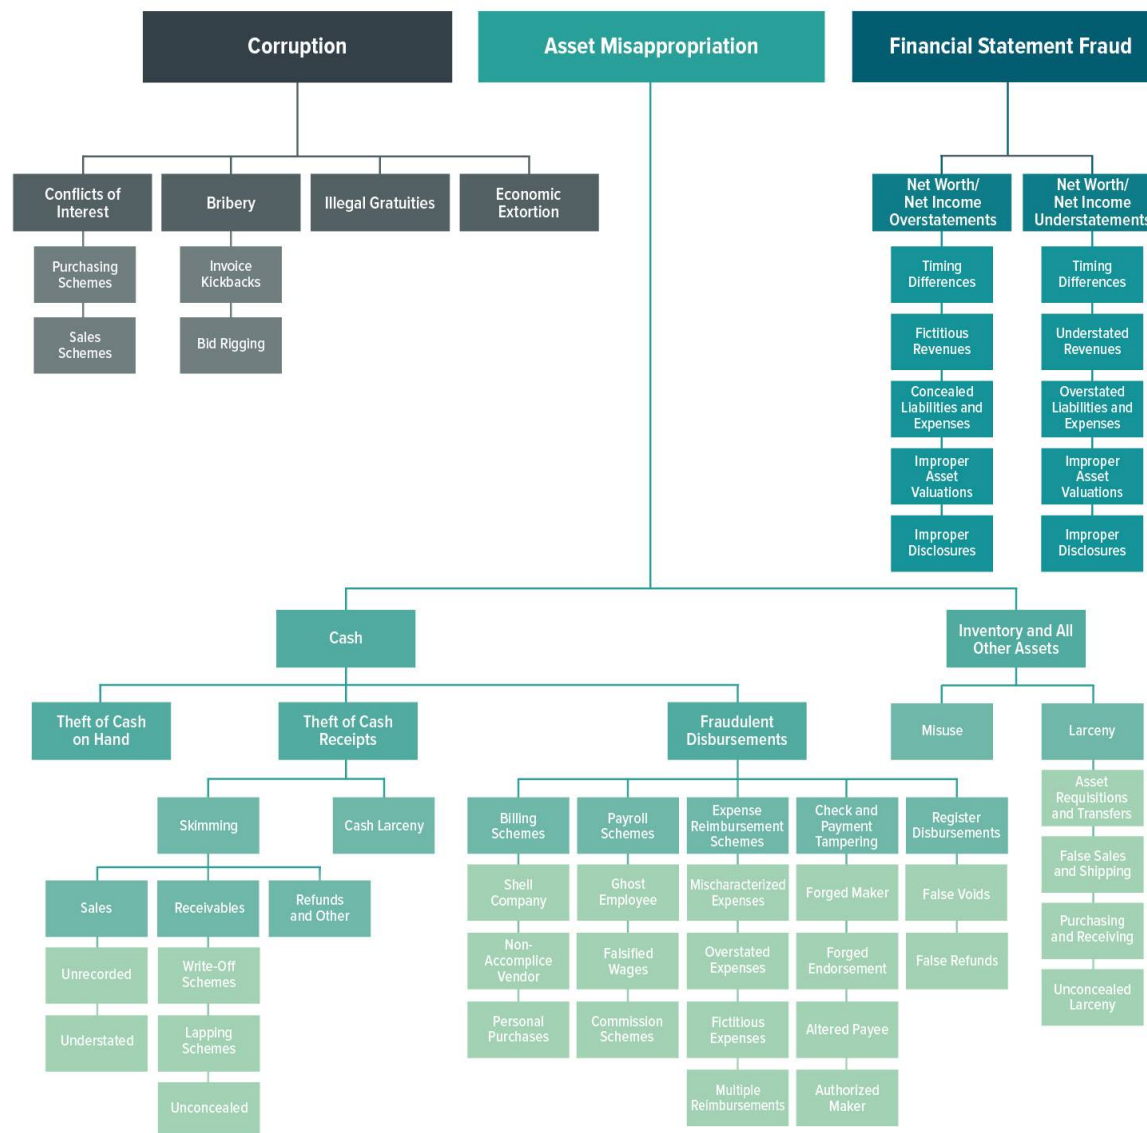 Corruption
Asset Misappropriation
Financial Statement Fraud
Conflicts of
Interest
Bribery
Illegal Gratuities
Economic
Extortion
Purchasing
Schemes
Sales
Schemes
Invoice
Kickbacks
Bid Rigging
Net Worth/
Net Income
Overstatements
Net Worth/
Net Income
Understatements
Timing
Differences
Fictitious
Revenues
Concealed
Liabilities and
Expenses
Improper
Asset
Valuations
Improper
Disclosures
Timing
Differences
Understated
Revenues
Overstated
Liabilities and
Expenses
Improper
Asset
Valuations
Improper
Disclosures
Cash
Inventory and All
Other Assets
Theft of Cash
on Hand
Theft of Cash
Receipts
Fraudulent
Disbursements
Misuse
Larceny
Asset
Requisitions
and Transfers
False Sales
and Shipping
Purchasing
and Receiving
Unconcealed
Larceny
Skimming
Cash Larceny
Sales
Receivables
Refunds
and Other
Unrecorded
Understated
Write-Off
Schemes
Lapping
Schemes
Unconcealed
Billing
Schemes
Payroll
Schemes
Expense
Reimbursement
Schemes
Check and
Payment
Tampering
Register
Disbursements
Shell
Company
Non-
Accomplice
Vendor
Personal
Purchases
Ghost
Employee
Falsified
Wages
Commission
Schemes
Mischaracterized
Expenses
Overstated
Expenses
Fictitious
Expenses
Multiple
Reimbursements
Forged Maker
Forged
Endorsement
Altered Payee
Authorized
Maker
False Voids
False Refunds